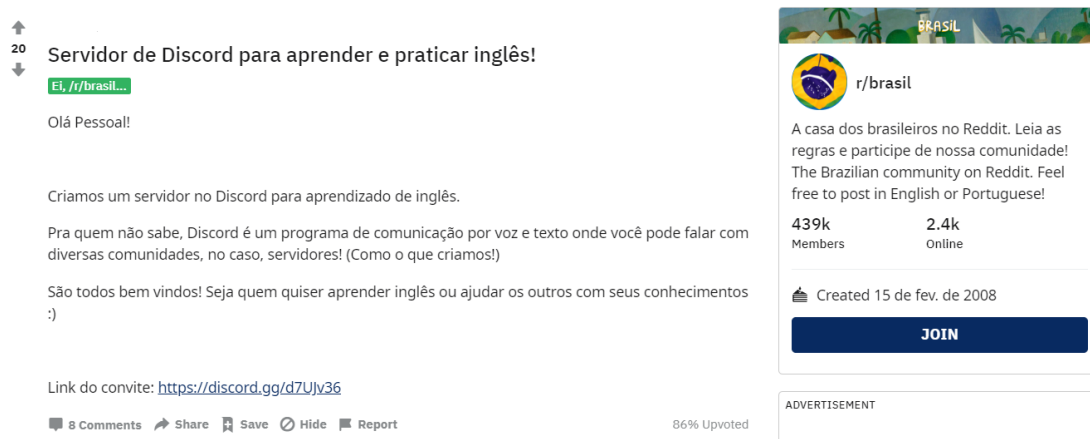 20
Servidor de Discord para aprender e praticar inglês!
Ei, /r/brasil...
Olá Pessoal!
Criamos um servidor no Discord para aprendizado de inglês.
Pra quem não sabe, Discord é um programa de comunicação por voz e texto onde você pode falar com
diversas comunidades, no caso, servidores! (Como o que criamos!)
São todos bem vindos! Seja quem quiser aprender inglês ou ajudar os outros com seus conhecimentos
:)
Link do convite: https://discord.gg/d7UJv36
8 Comments Share Save Hide Report 86% Upvoted
BRASIL
r/brasil
A casa dos brasileiros no Reddit. Leia as
regras e participe de nossa comunidade!
The Brazilian community on Reddit. Feel
free to post in English or Portuguese!
439k 2.4k
Members Online
Created 15 de fev. de 2008
JOIN
ADVERTISEMENT